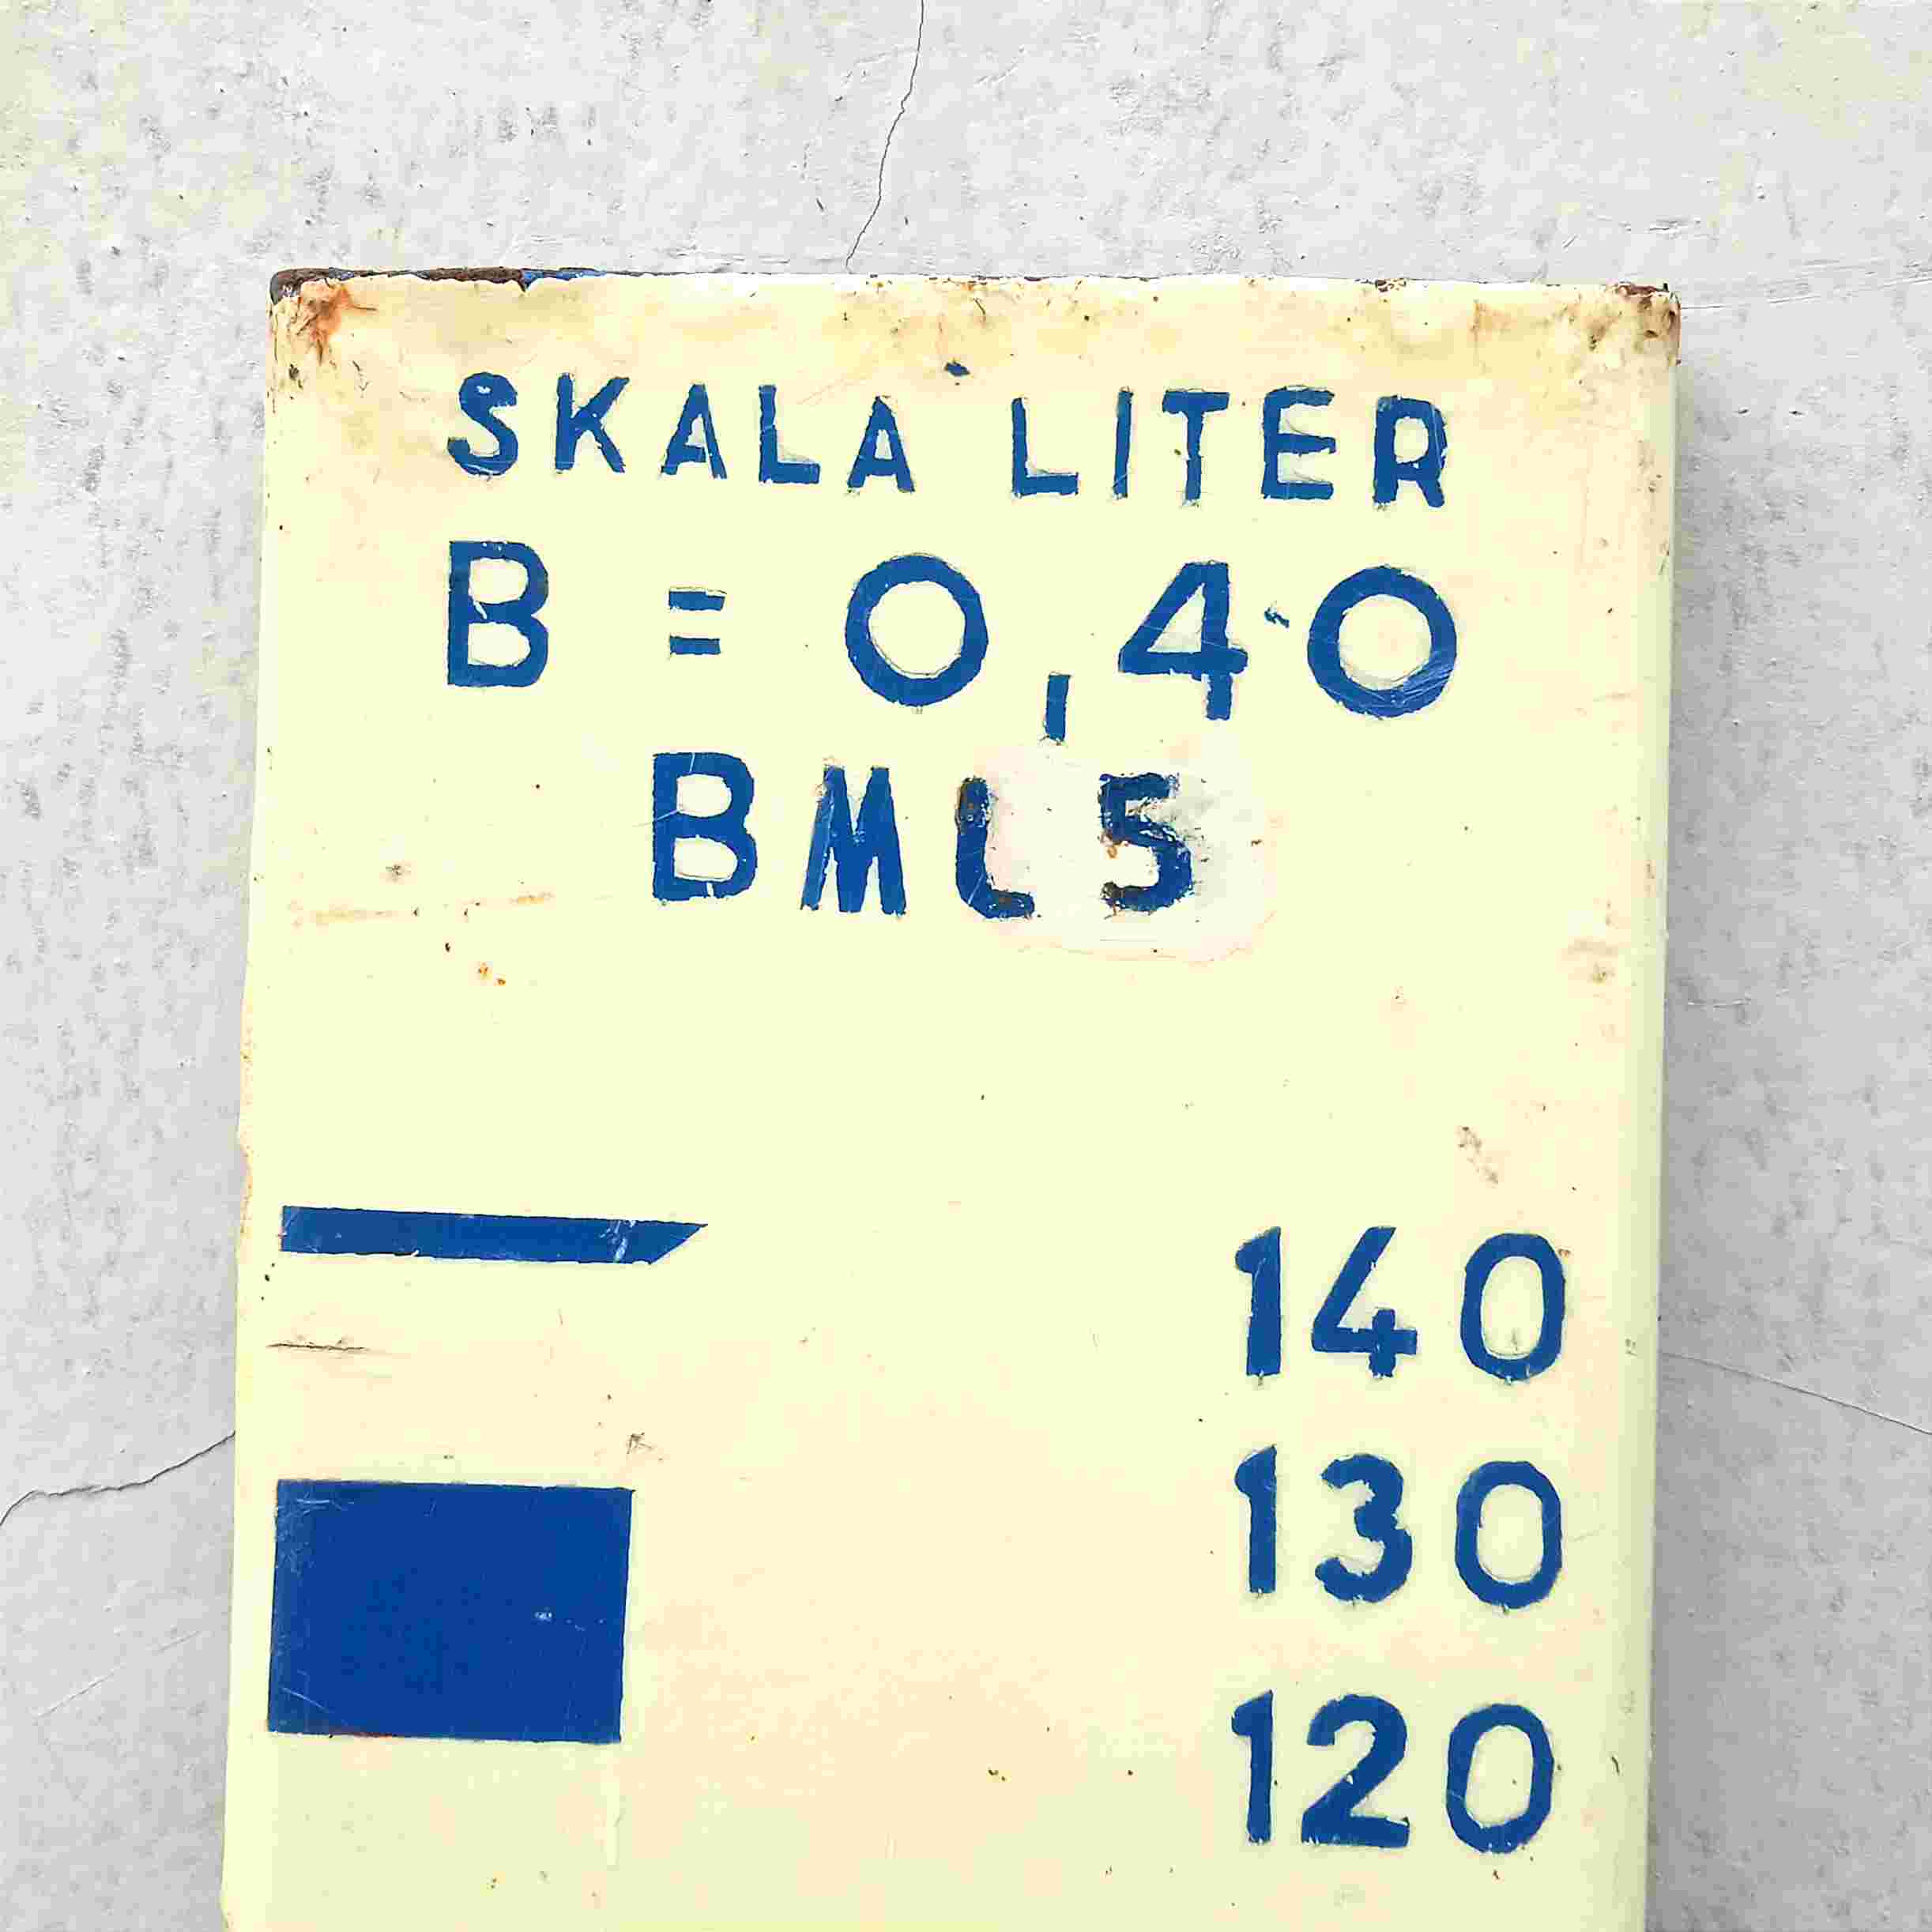 SKALA LITER
B = 0,40
BML5
140
130
120